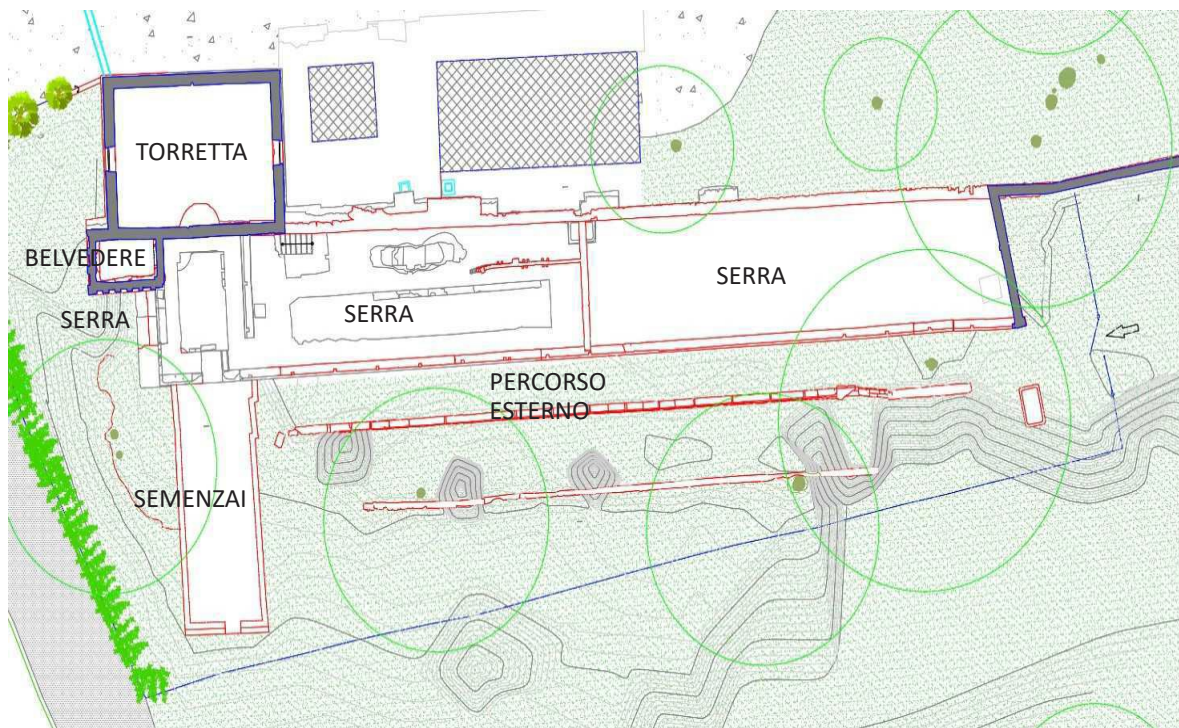 TORRETTA
BELVEDERE
SERRA
SERRA
SERRA
PERCORSO
ESTERNO
SEMENZAI